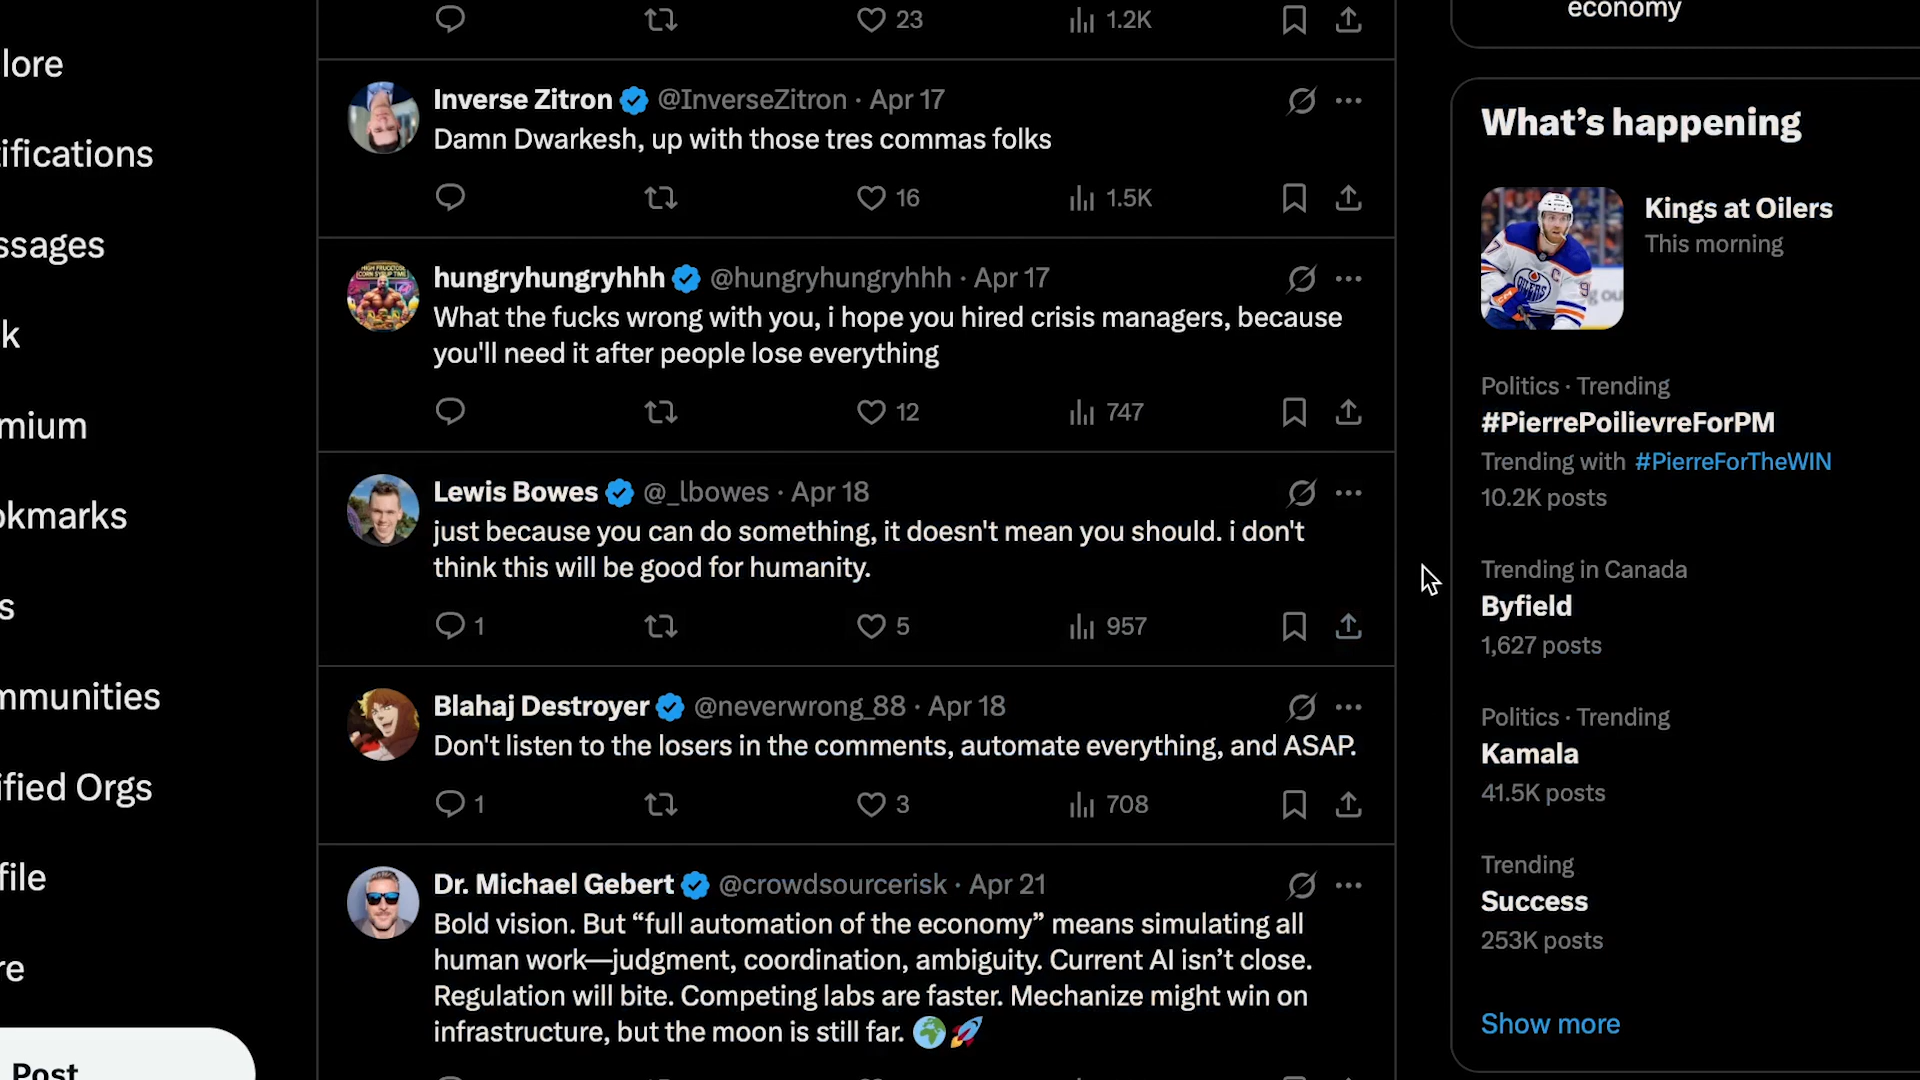 lore
ifications
ssages
k
mium
okmarks
s
mmunities
ified Orgs
file
re
Post
23
1.2K
Inverse Zitron @InverseZitron · Apr 17
Damn Dwarkesh, up with those tres commas folks
16
1.5K
hungryhungryhhh @hungryhungryhhh · Apr 17
What the fucks wrong with you, i hope you hired crisis managers, because
you'll need it after people lose everything
12
747
Lewis Bowes @_lbowes · Apr 18
just because you can do something, it doesn't mean you should. i don't
think this will be good for humanity.
1
5
957
Blahaj Destroyer @neverwrong_88 · Apr 18
Don't listen to the losers in the comments, automate everything, and ASAP.
1
3
708
Dr. Michael Gebert @crowdsourcerisk · Apr 21
Bold vision. But “full automation of the economy” means simulating all
human work—judgment, coordination, ambiguity. Current AI isn’t close.
Regulation will bite. Competing labs are faster. Mechanize might win on
infrastructure, but the moon is still far. 🌍🚀
economy
What’s happening
Kings at Oilers
This morning
Politics · Trending
#PierrePoilievreForPM
Trending with #PierreForTheWIN
10.2K posts
Trending in Canada
Byfield
1,627 posts
Politics · Trending
Kamala
41.5K posts
Trending
Success
253K posts
Show more